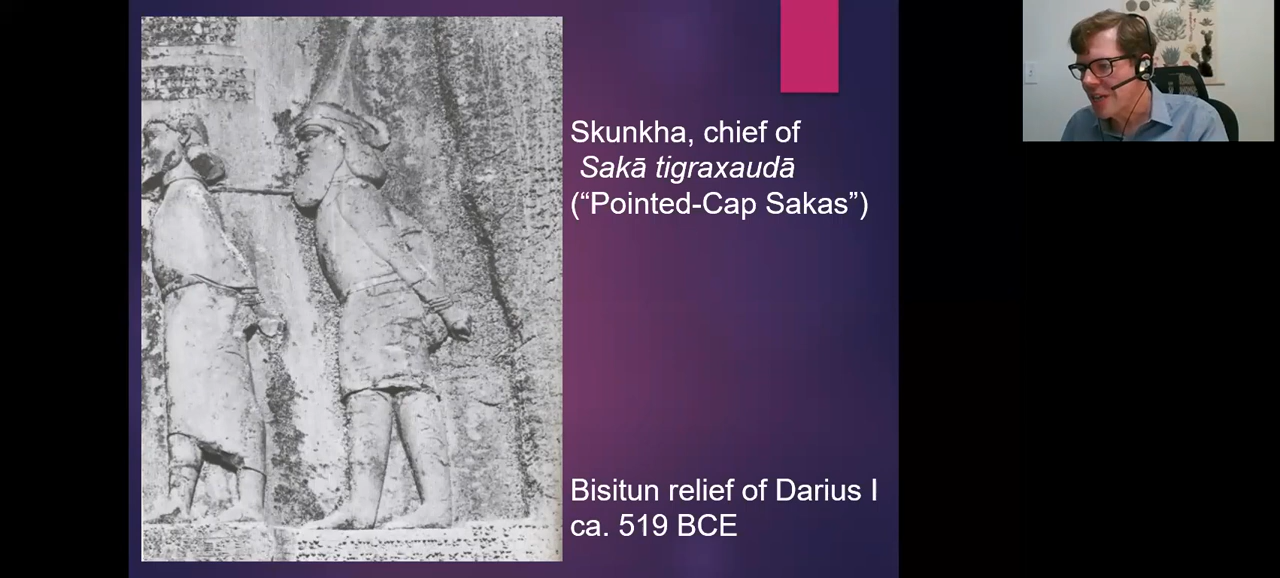 Skunkha, chief of
Sakā tigraxaudā
(“Pointed-Cap Sakas”)
Bisitun relief of Darius I
ca. 519 BCE